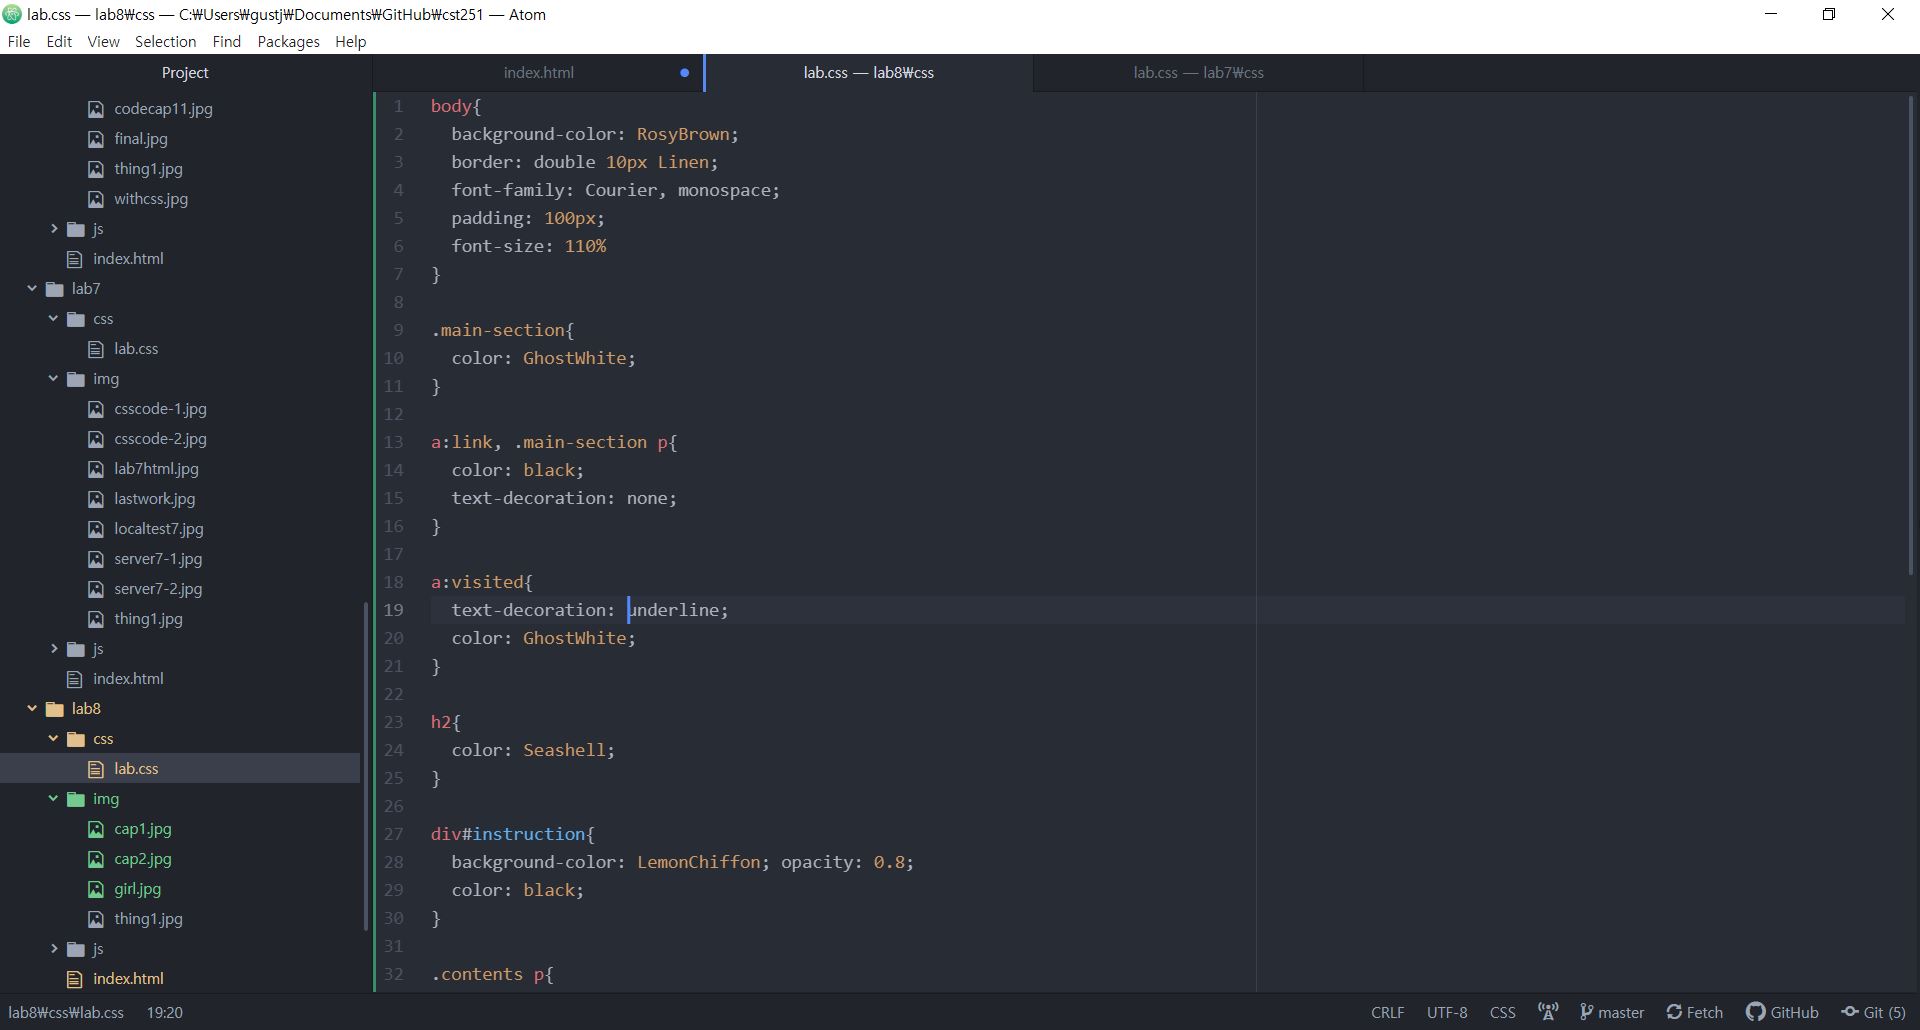 lab.css — lab8₩css — C:₩Users₩gustj₩Documents₩GitHub₩cst251 — Atom
File Edit View Selection Find Packages Help
Project
codecap11.jpg
final.jpg
thing1.jpg
withcss.jpg
js
index.html
lab7
css
lab.css
img
csscode-1.jpg
csscode-2.jpg
lab7html.jpg
lastwork.jpg
localtest7.jpg
server7-1.jpg
server7-2.jpg
thing1.jpg
js
index.html
lab8
css
lab.css
img
cap1.jpg
cap2.jpg
girl.jpg
thing1.jpg
js
index.html
index.html lab.css — lab8₩css lab.css — lab7₩css
1 body{
2 background-color: RosyBrown;
3 border: double 10px Linen;
4 font-family: Courier, monospace;
5 padding: 100px;
6 font-size: 110%
7 }
8
9 .main-section{
10 color: GhostWhite;
11 }
12
13 a:link, .main-section p{
14 color: black;
15 text-decoration: none;
16 }
17
18 a:visited{
19 text-decoration: underline;
20 color: GhostWhite;
21 }
22
23 h2{
24 color: Seashell;
25 }
26
27 div#instruction{
28 background-color: LemonChiffon; opacity: 0.8;
29 color: black;
30 }
31
32 .contents p{
lab8₩css₩lab.css 19:20 CRLF UTF-8 CSS master Fetch GitHub Git (5)